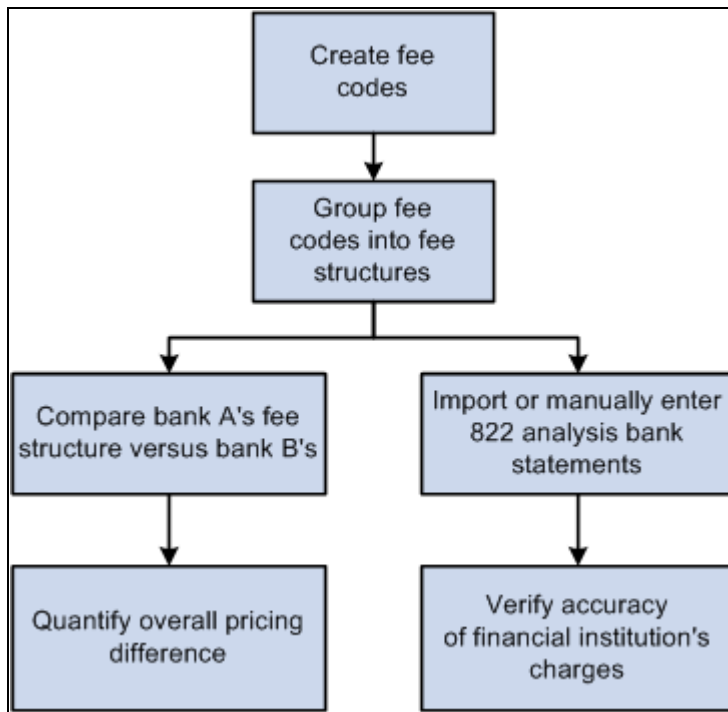 Create fee
codes
Group fee
codes into fee
structures
Compare bank A's fee
structure versus bank B's
Import or manually enter
822 analysis bank
statements
Quantify overall pricing
difference
Verify accuracy
of financial institution's
charges